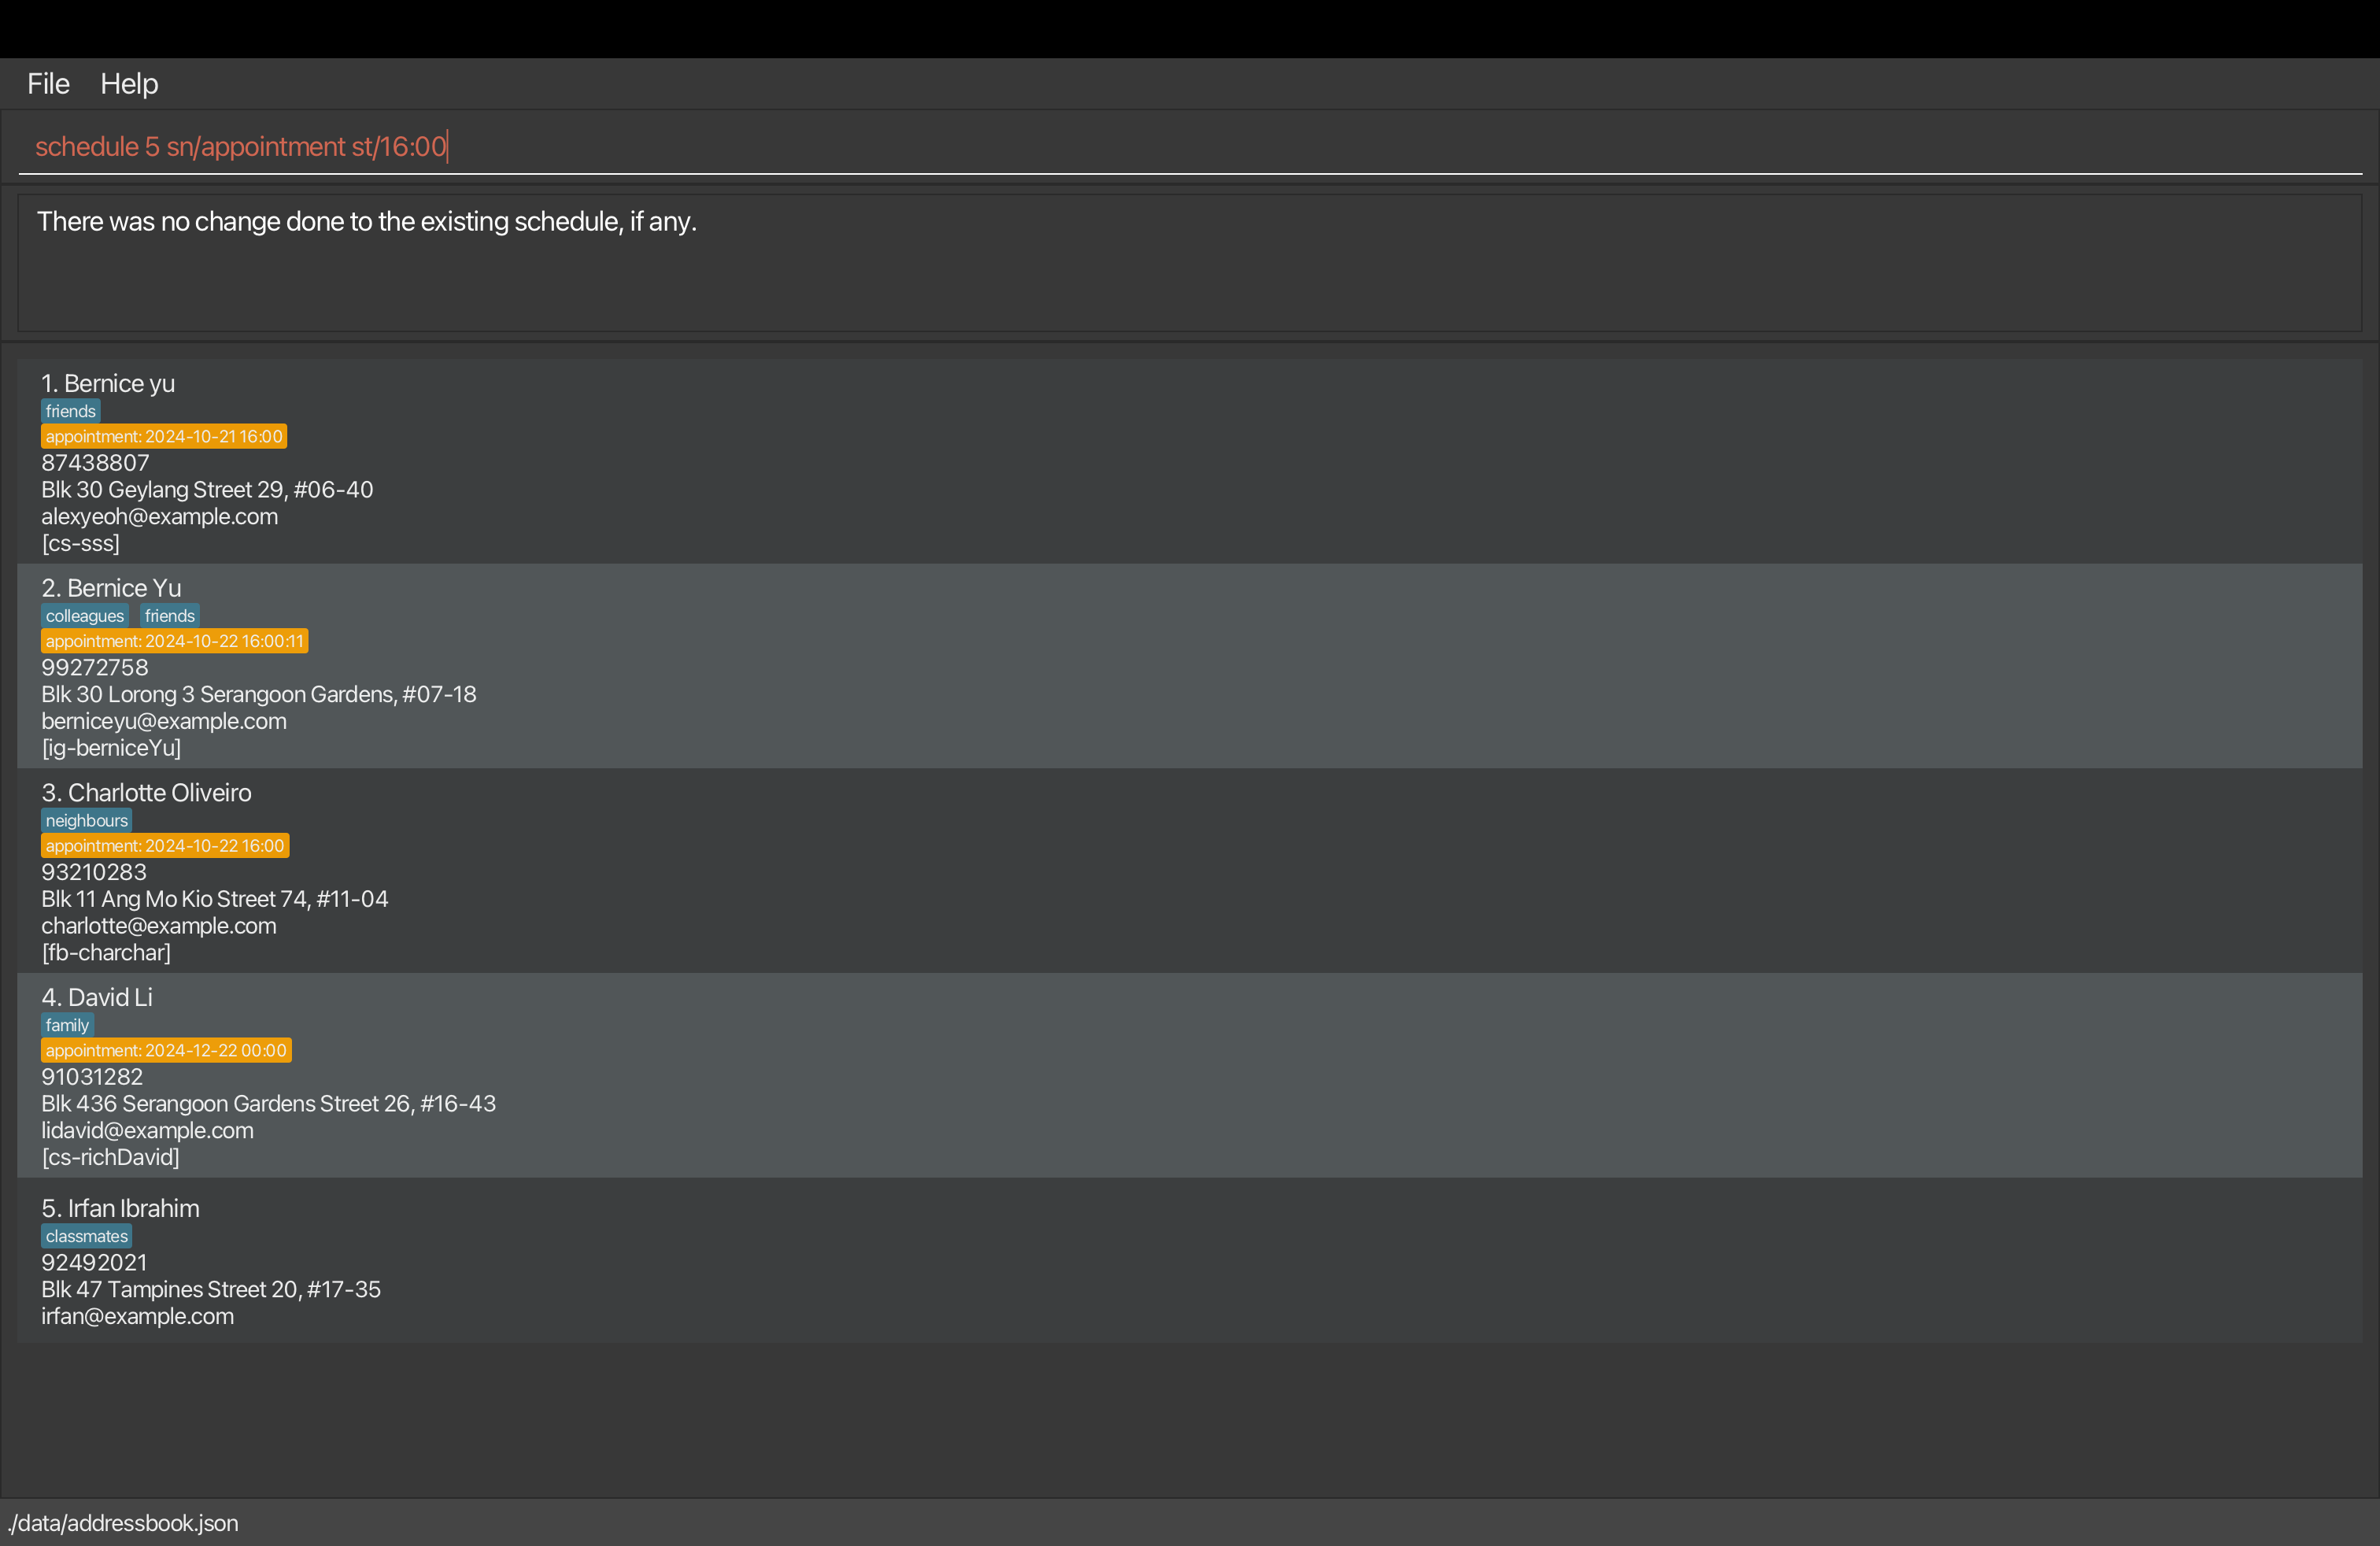 File Help
schedule 5 sn/appointment st/16:00
There was no change done to the existing schedule, if any.
1. Bernice yu
friends
appointment: 2024-10-21 16:00
87438807
Blk 30 Geylang Street 29, #06-40
alexyeoh@example.com
[cs-sss]
2. Bernice Yu
colleagues friends
appointment: 2024-10-22 16:00:11
99272758
Blk 30 Lorong 3 Serangoon Gardens, #07-18
berniceyu@example.com
[ig-berniceYu]
3. Charlotte Oliveiro
neighbours
appointment: 2024-10-22 16:00
93210283
Blk 11 Ang Mo Kio Street 74, #11-04
charlotte@example.com
[fb-charchar]
4. David Li
family
appointment: 2024-12-22 00:00
91031282
Blk 436 Serangoon Gardens Street 26, #16-43
lidavid@example.com
[cs-richDavid]
5. Irfan Ibrahim
classmates
92492021
Blk 47 Tampines Street 20, #17-35
irfan@example.com
./data/addressbook.json